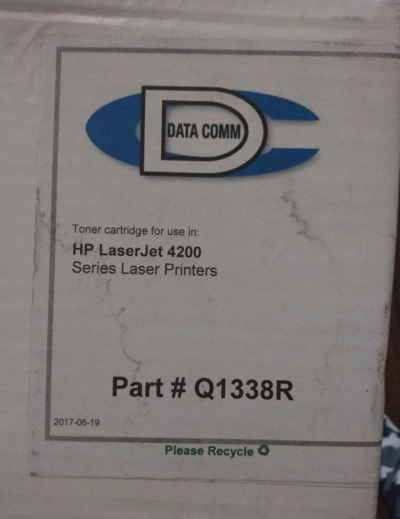 DATA COMM
Toner cartridge for use in:
HP LaserJet 4200
Series Laser Printers
Part # Q1338R
2017-06-19
Please Recycle